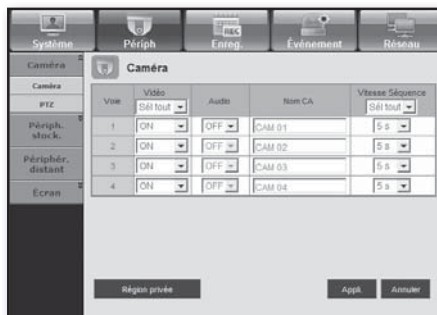 Système Périph Enreg. Événement Réseau
Caméra
Caméra
PTZ
Périph. stock.
Périphér. distant
Écran
Caméra
Voie Vidéo Audio Nom CA Vitesse Séquence
Sél tout Sél tout
1 ON OFF CAM 01 5 s
2 ON OFF CAM 02 5 s
3 ON OFF CAM 03 5 s
4 ON OFF CAM 04 5 s
Région privée Appli. Annuler